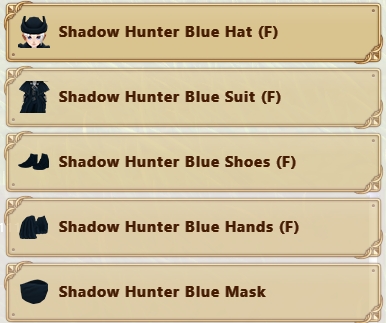 Shadow Hunter Blue Hat (F)
Shadow Hunter Blue Suit (F)
Shadow Hunter Blue Shoes (F)
Shadow Hunter Blue Hands (F)
Shadow Hunter Blue Mask